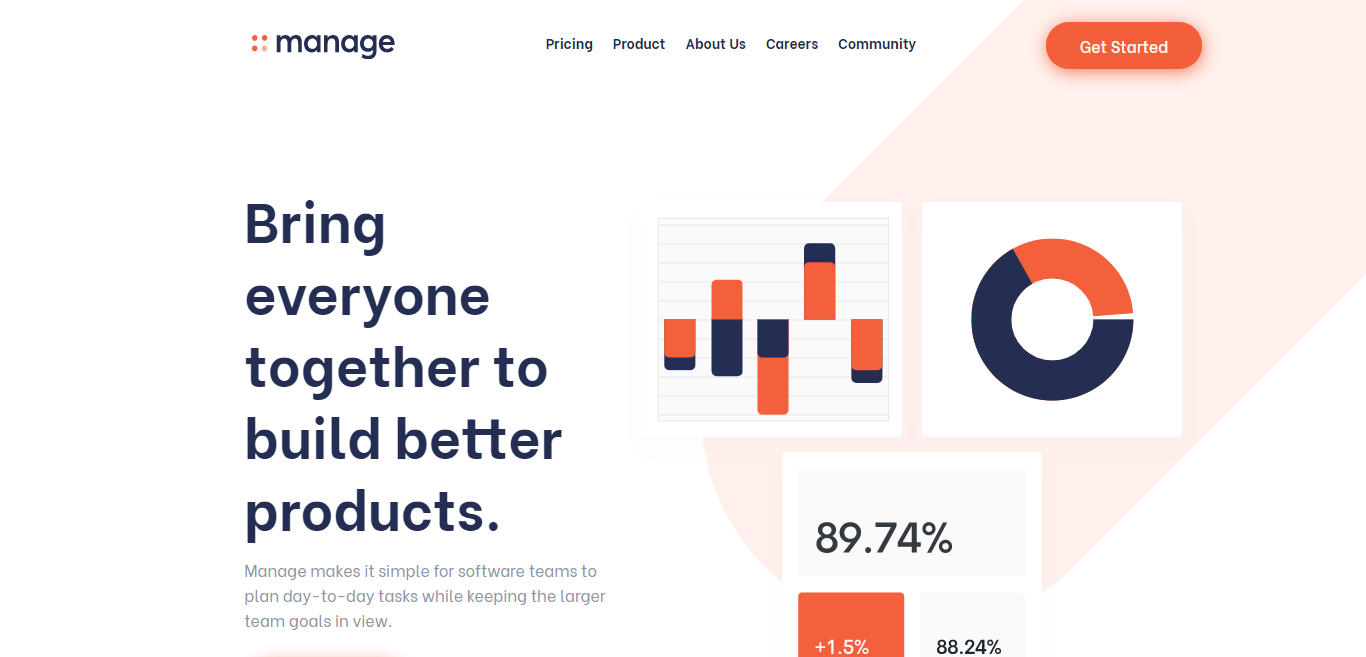 manage
Pricing Product About Us Careers Community
Get Started
Bring
everyone
together to
build better
products.
Manage makes it simple for software teams to
plan day-to-day tasks while keeping the larger
team goals in view.
89.74%
+1.5%
88.24%